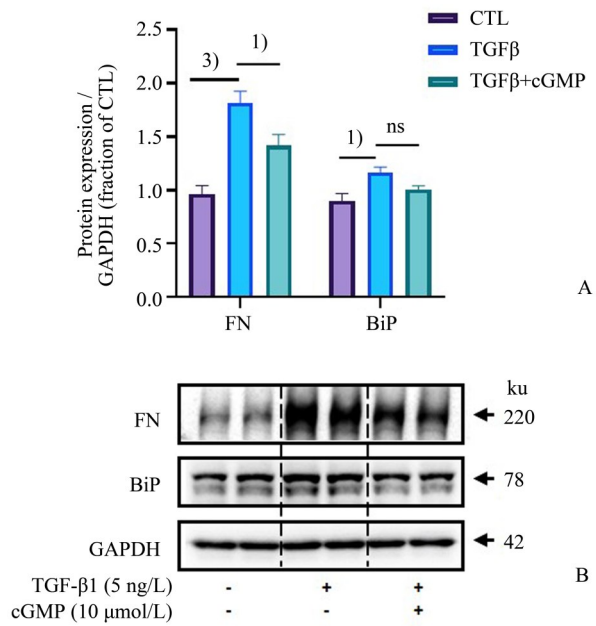 CTL
TGFβ
TGFβ+cGMP
Protein expression /
GAPDH (fraction of CTL)
2.5
2.0
1.5
1.0
0.5
0.0
3)
1)
1)
ns
FN
BiP
A
ku
FN
220
BiP
78
GAPDH
42
TGF-β1 (5 ng/L) - + +
cGMP (10 μmol/L) - - +
B